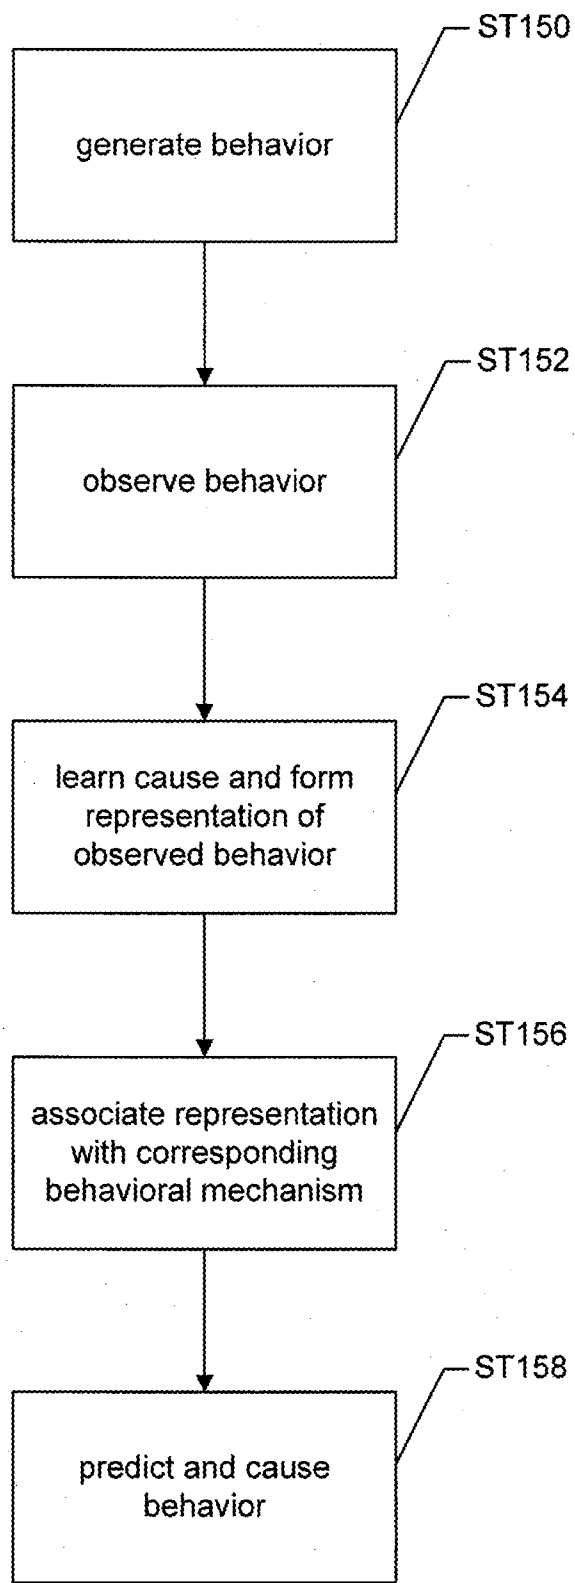 ST150
generate behavior
ST152
observe behavior
ST154
learn cause and form
representation of
observed behavior
ST156
associate representation
with corresponding
behavioral mechanism
ST158
predict and cause
behavior